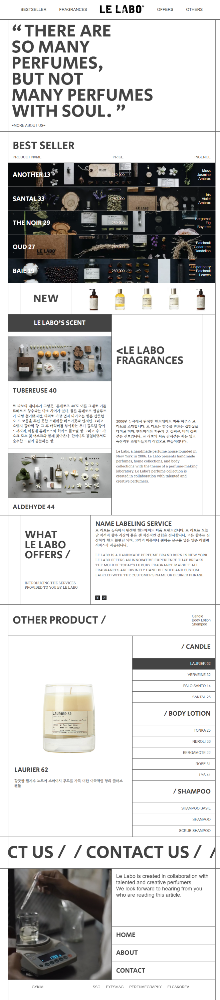 BESTSELLER FRAGRANCES LE LABO® OFFERS OTHERS
“ THERE ARE
SO MANY
PERFUMES,
BUT NOT
MANY PERFUMES
WITH SOUL. ”
+MORE ABOUT US+
BEST SELLER
PRODUCT NAME PRICE INCENCE
ANOTHER 13 280,000 Moss
Jasmine
Ambrox
SANTAL 33 280,000 Iris
Violet
Ambrox
LE LABO
THE NOIR 29 280,000 Bergamot
Fig
Bay tree
OUD 27 280,000 Patchouli
Cedar tree
Dandelion
LE LABO
BAIE 19 280,000 Juniper berry
Patchouli
Leaves
NEW
LE LABO’S SCENT
<LE LABO
FRAGRANCES
TUBEREUSE 40
르 라보의 대다수가 그렇듯, '튜베로즈 40'도 이름 그대로 기존
튜베로즈 향수와는 다소 차이가 있다. 물론 튜베로즈 앱솔루트
가 다량 첨가됐지만, 의외로 가장 먼저 다가오는 향은 산뜻한
오 드 코롱을 뿌린 듯한 프레쉬한 베르가못과 탠저린 그리고
오렌지 플라워 향. 그 후 캐릭터를 부여하는 우디 플로럴 향이
느껴지며, 마침내 튜베로즈와 화이트 플로럴 향 그리고 우드가
오크 모스 및 머스크와 함께 찾아온다. 한마디로 강렬하면서도
순수한 느낌이 공존하는 향.
2006년 뉴욕에서 탄생한 핸드메이드 퍼퓸 하우스 르
라보를 소개합니다. 르 라보는 향수를 만드는 실험실을
테마로 하며, 핸드메이드 퍼퓸과 홈 컬렉션, 바디 컬렉
션을 선보입니다. 르 라보의 퍼퓸 컬렉션은 재능 있고
독창적인 조향사들과의 작업으로 만들어집니다.
Le Labo, a handmade perfume house founded in
New York in 2006. Le Labo presents handmade
perfumes, home collections, and body
collections with the theme of a perfume-making
laboratory. Le Labo's perfume collection is
created in collaboration with talented and
creative perfumers.
ALDEHYDE 44
WHAT
LE LABO
OFFERS /
INTRODUCING THE SERVICES
PROVIDED TO YOU BY LE LABO
NAME LABELING SERVICE
르 라보는 뉴욕에서 탄생한 핸드메이드 퍼퓸 브랜드입니다. 르 라보는 오늘
날 럭셔리 향수 시장의 틀을 깬 혁신적인 경험을 선사합니다. 모든 향수는 신
성하게 핸드 블렌딩 되며, 고객의 이름이나 원하는 문구를 넣은 맞춤 라벨링
서비스가 제공됩니다.
LE LABO IS A HANDMADE PERFUME BRAND BORN IN NEW YORK.
LE LABO OFFERS AN INNOVATIVE EXPERIENCE THAT BREAKS
THE MOLD OF TODAY'S LUXURY FRAGRANCE MARKET. ALL
FRAGRANCES ARE DIVINELY HAND-BLENDED AND CUSTOM-
LABELED WITH THE CUSTOMER'S NAME OR DESIRED PHRASE.
1 2
OTHER PRODUCT /
Candle
Body Lotion
Shampoo
/ CANDLE
LAURIER 62
VERVEINE 32
PALO SANTO 14
SANTAL 26
/ BODY LOTION
TONKA 25
NEROLI 36
BERGAMOTE 22
ROSE 31
LYS 41
/ SHAMPOO
SHAMPOO BASIL
SHAMPOO
SCRUB SHAMPOO
LAURIER 62
scented candle / bougie parfumée
in New York City
date of formulation
your name here
LAURIER 62
향긋한 월계수 노트에 스파이시 무드를 가득 더한 이국적인 향의 글래스
캔들
CT US / / CONTACT US / /
Le Labo is created in collaboration with
talented and creative perfumers.
We look forward to hearing from you
who are reading this article.
HOME
ABOUT
CONTACT
GYKIM SSG EYESMAG PERFUMEGRAPHY ELCAKOREA